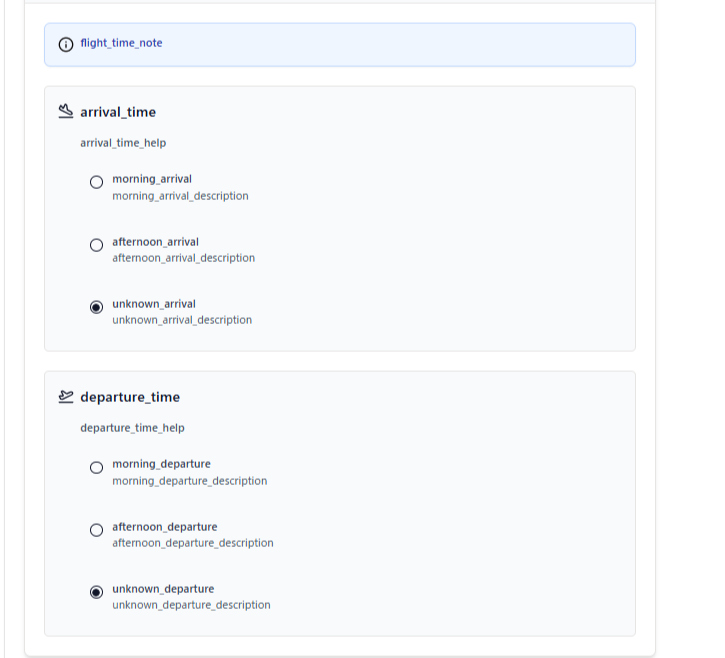 flight_time_note
arrival_time
arrival_time_help
morning_arrival
morning_arrival_description
afternoon_arrival
afternoon_arrival_description
unknown_arrival
unknown_arrival_description
departure_time
departure_time_help
morning_departure
morning_departure_description
afternoon_departure
afternoon_departure_description
unknown_departure
unknown_departure_description